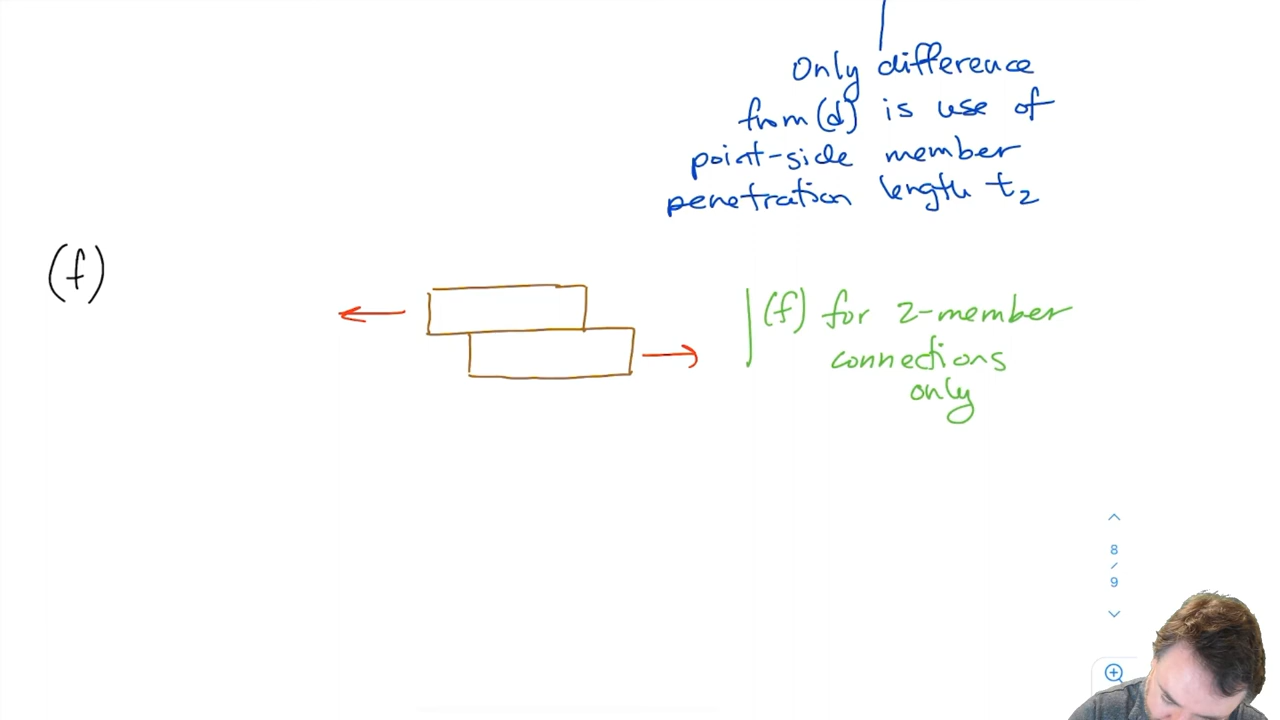 Only difference
from (d) is use of
point-side member
penetration length t₂
(f)
(f) for 2-member
connections
only
8
/
9